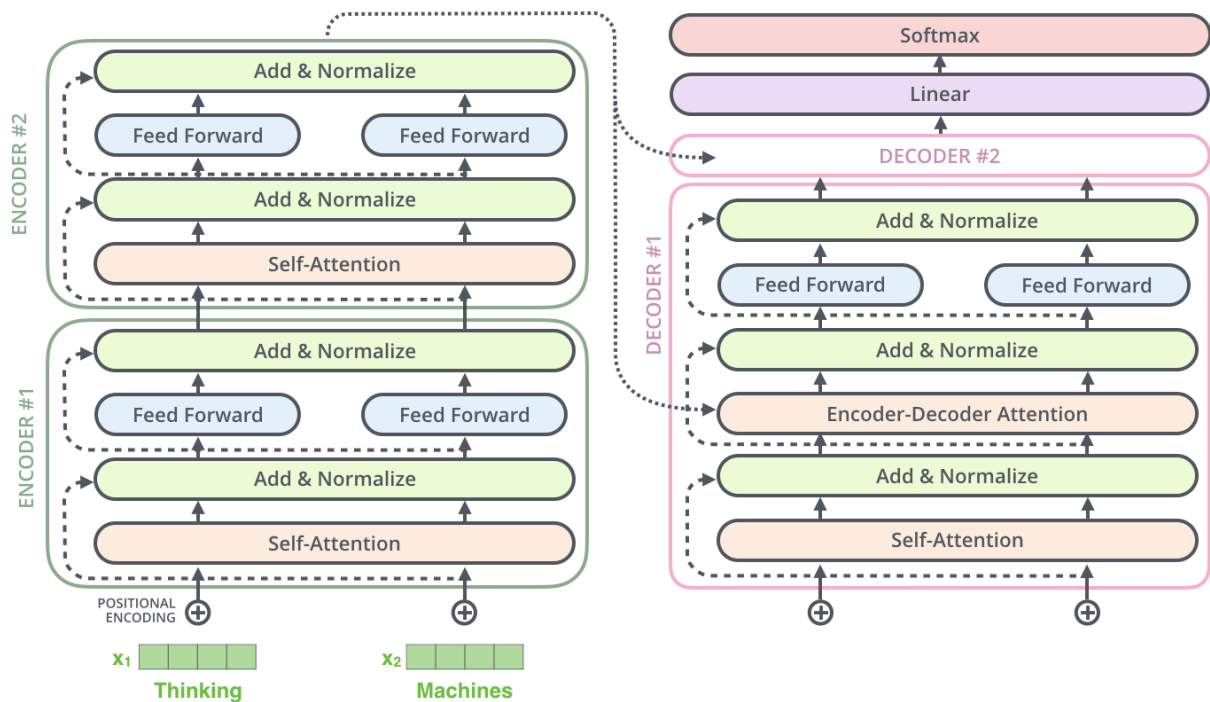 ENCODER #2
Add & Normalize
Feed Forward
Feed Forward
Add & Normalize
Self-Attention
ENCODER #1
Add & Normalize
Feed Forward
Feed Forward
Add & Normalize
Self-Attention
POSITIONAL
ENCODING
x₁
x₂
Thinking
Machines
Softmax
Linear
DECODER #2
DECODER #1
Add & Normalize
Feed Forward
Feed Forward
Add & Normalize
Encoder-Decoder Attention
Add & Normalize
Self-Attention